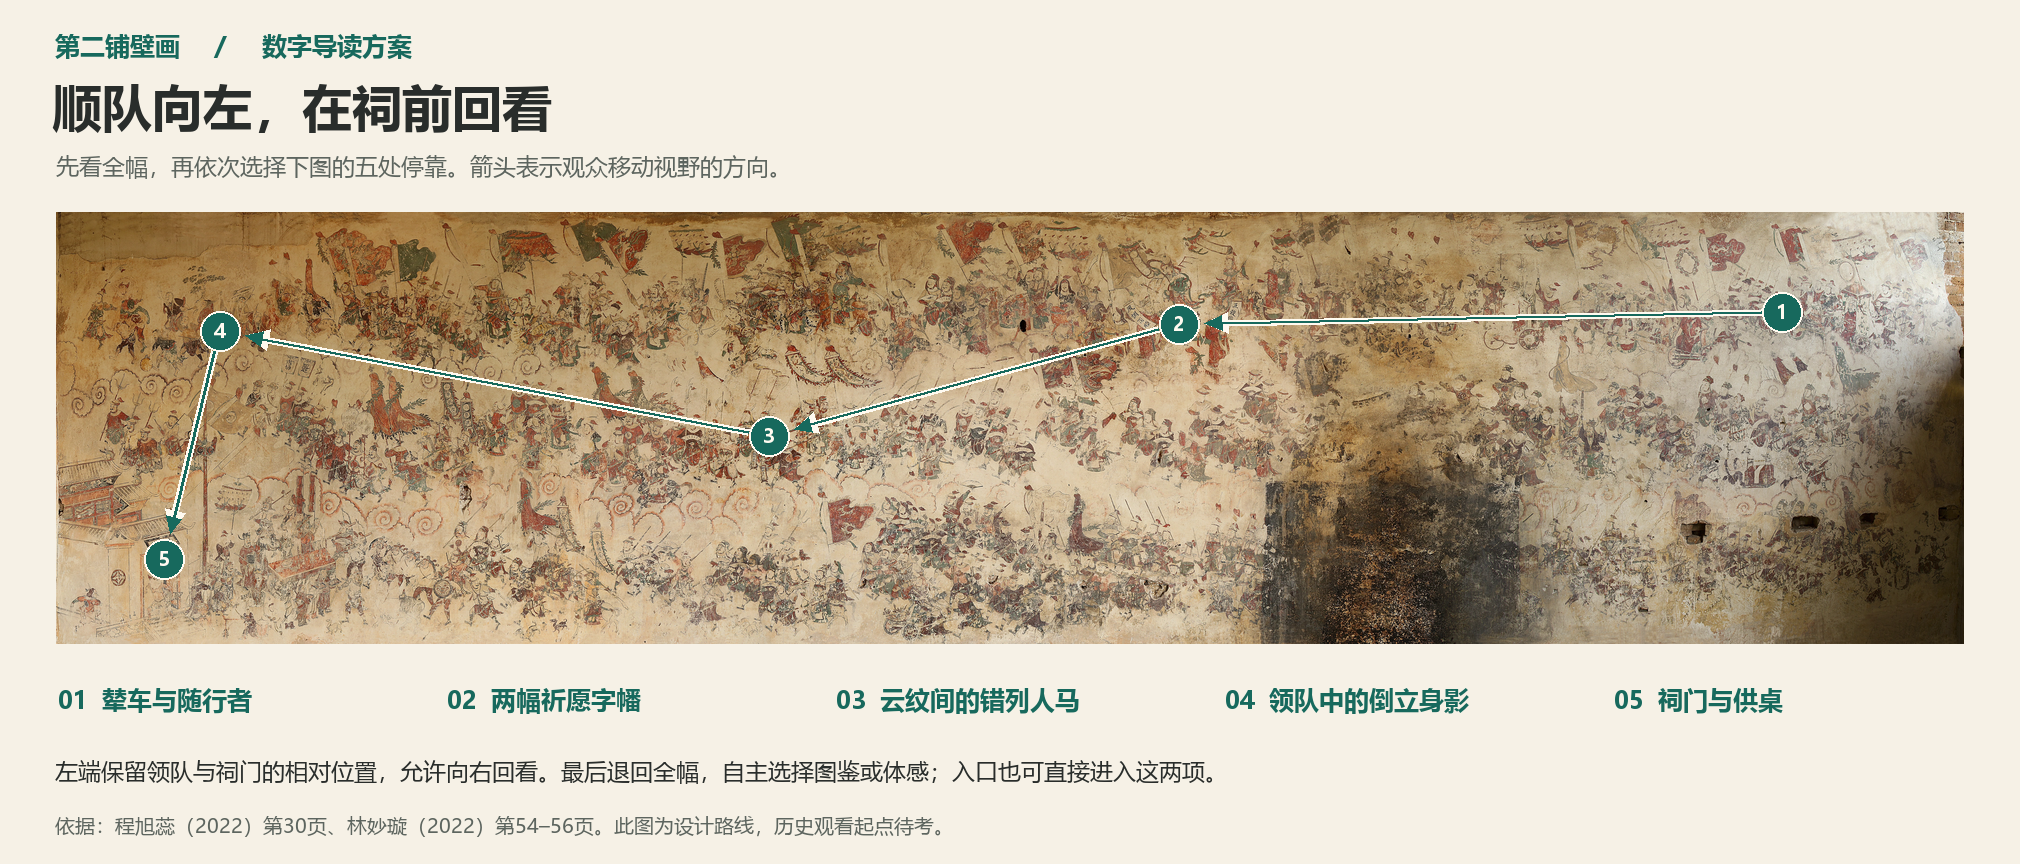 第二铺壁画 / 数字导读方案
顺队向左，在祠前回看
先看全幅，再依次选择下图的五处停靠。箭头表示观众移动视野的方向。
1
2
4
3
5
01 辇车与随行者
02 两幅祈愿字幡
03 云纹间的错列人马
04 领队中的倒立身影
05 祠门与供桌
左端保留领队与祠门的相对位置，允许向右回看。最后退回全幅，自主选择图鉴或体感；入口也可直接进入这两项。
依据：程旭蕊（2022）第30页、林妙璇（2022）第54–56页。此图为设计路线，历史观看起点待考。